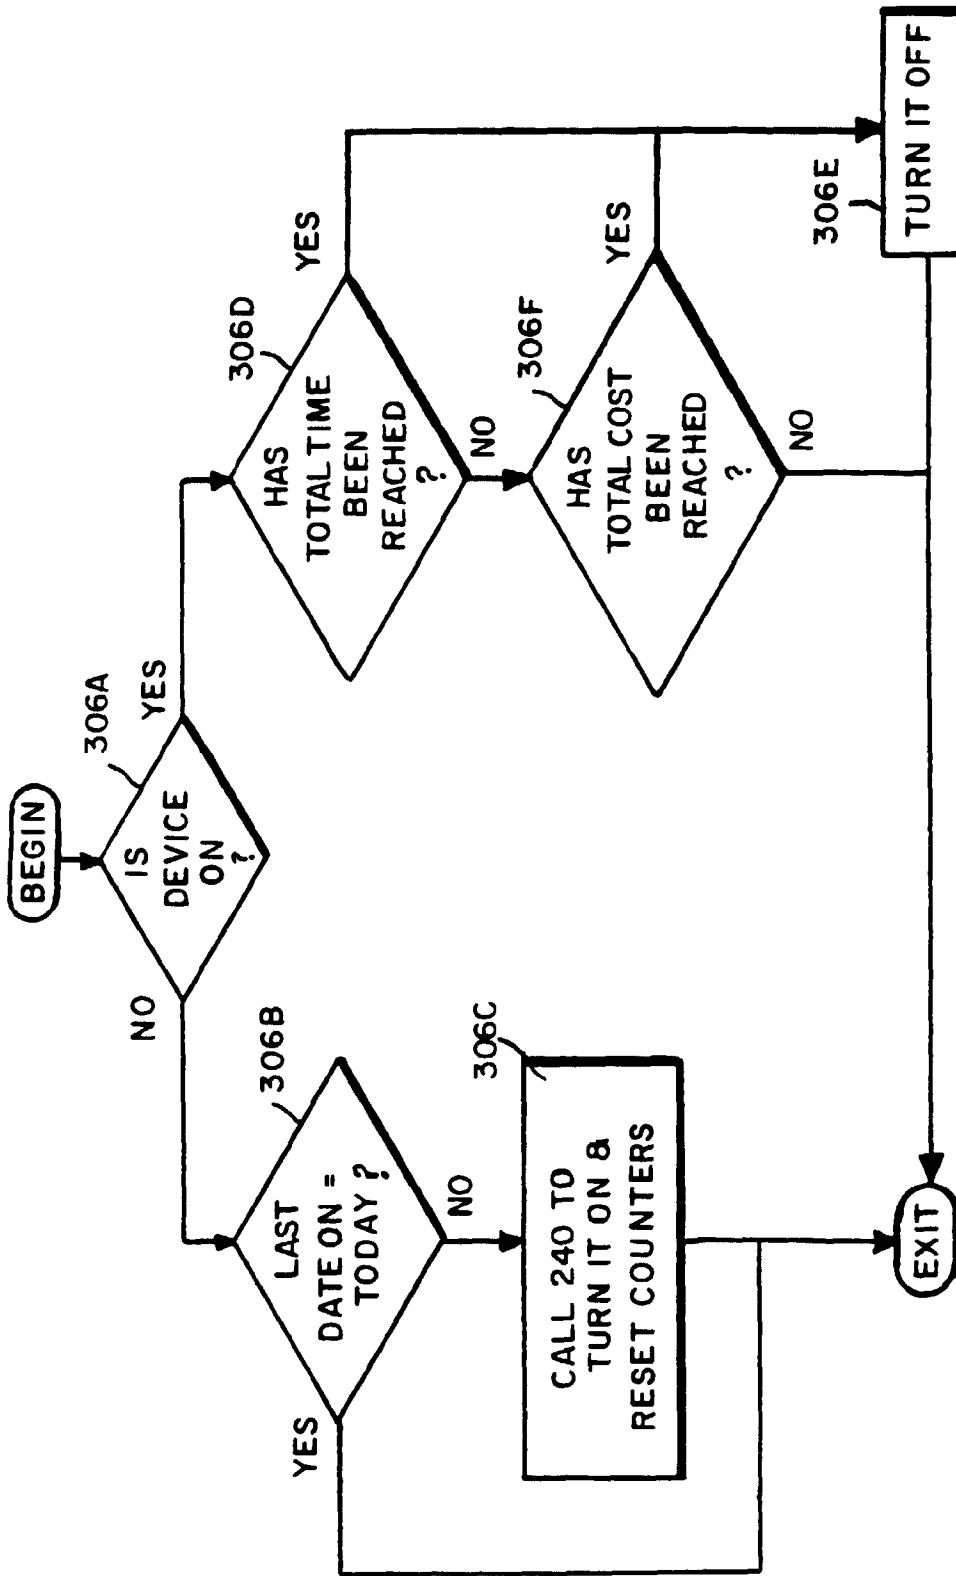 BEGIN
306A
IS
DEVICE
ON
?
NO
YES
306B
LAST
DATE ON =
TODAY ?
YES
NO
306C
CALL 240 TO
TURN IT ON &
RESET COUNTERS
306D
HAS
TOTAL TIME
BEEN
REACHED
?
YES
NO
306F
HAS
TOTAL COST
BEEN
REACHED
?
YES
NO
306E
TURN IT OFF
EXIT